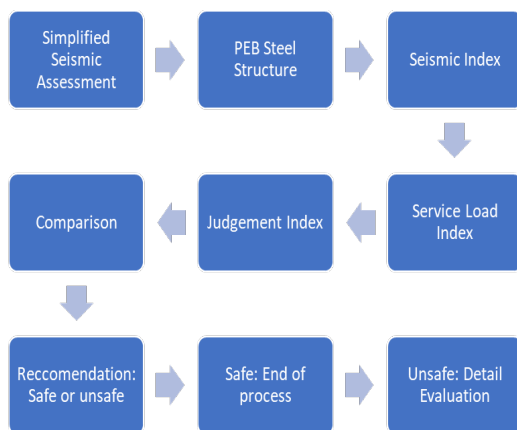 Simplified
Seismic
Assessment
PEB Steel
Structure
Seismic Index
Service Load
Index
Judgement Index
Comparison
Reccomendation:
Safe or unsafe
Safe: End of
process
Unsafe: Detail
Evaluation